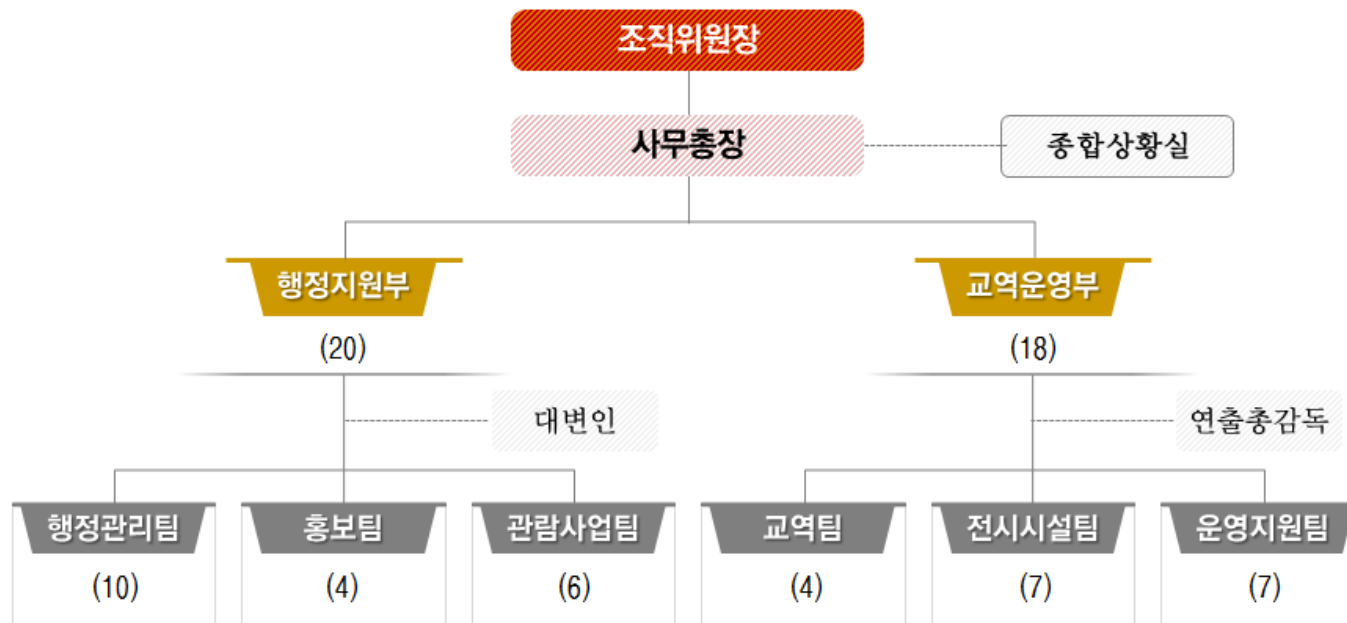 조직위원장
사무총장
종합상황실
행정지원부
교역운영부
(20)
(18)
대변인
연출총감독
행정관리팀
홍보팀
관람사업팀
교역팀
전시시설팀
운영지원팀
(10)
(4)
(6)
(4)
(7)
(7)